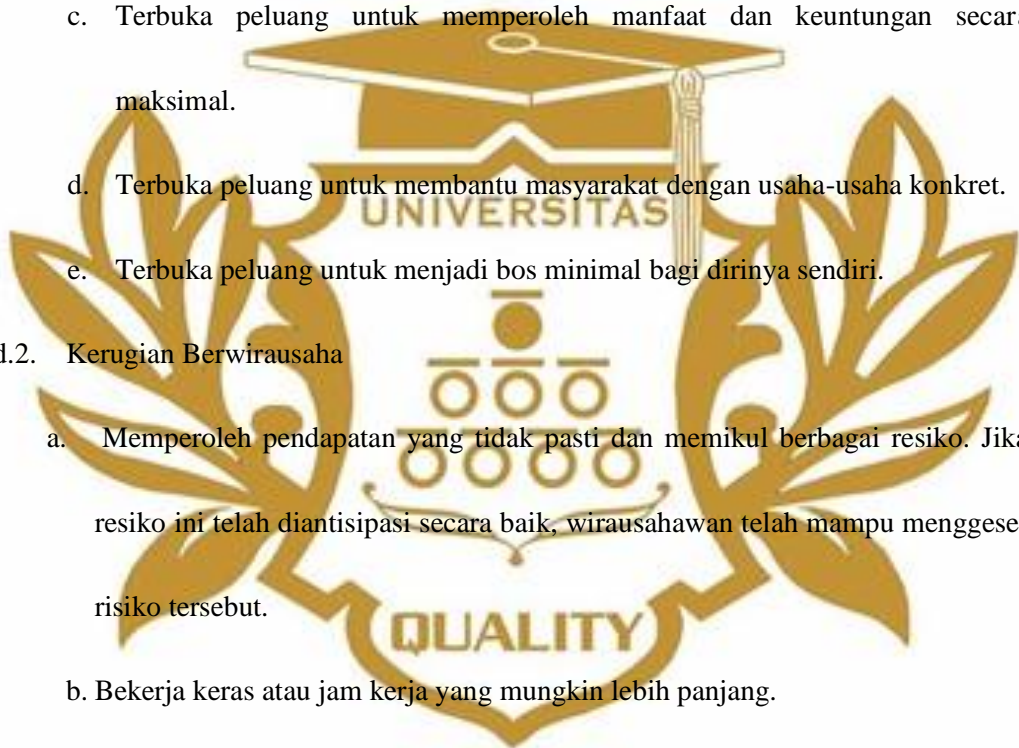 c. Terbuka peluang untuk memperoleh manfaat dan keuntungan secara
maksimal.
d. Terbuka peluang untuk membantu masyarakat dengan usaha-usaha konkret.
UNIVERSITAS
e. Terbuka peluang untuk menjadi bos minimal bagi dirinya sendiri.
d.2. Kerugian Berwirausaha
a. Memperoleh pendapatan yang tidak pasti dan memikul berbagai resiko. Jika
resiko ini telah diantisipasi secara baik, wirausahawan telah mampu menggese
risiko tersebut.
QUALITY
b. Bekerja keras atau jam kerja yang mungkin lebih panjang.